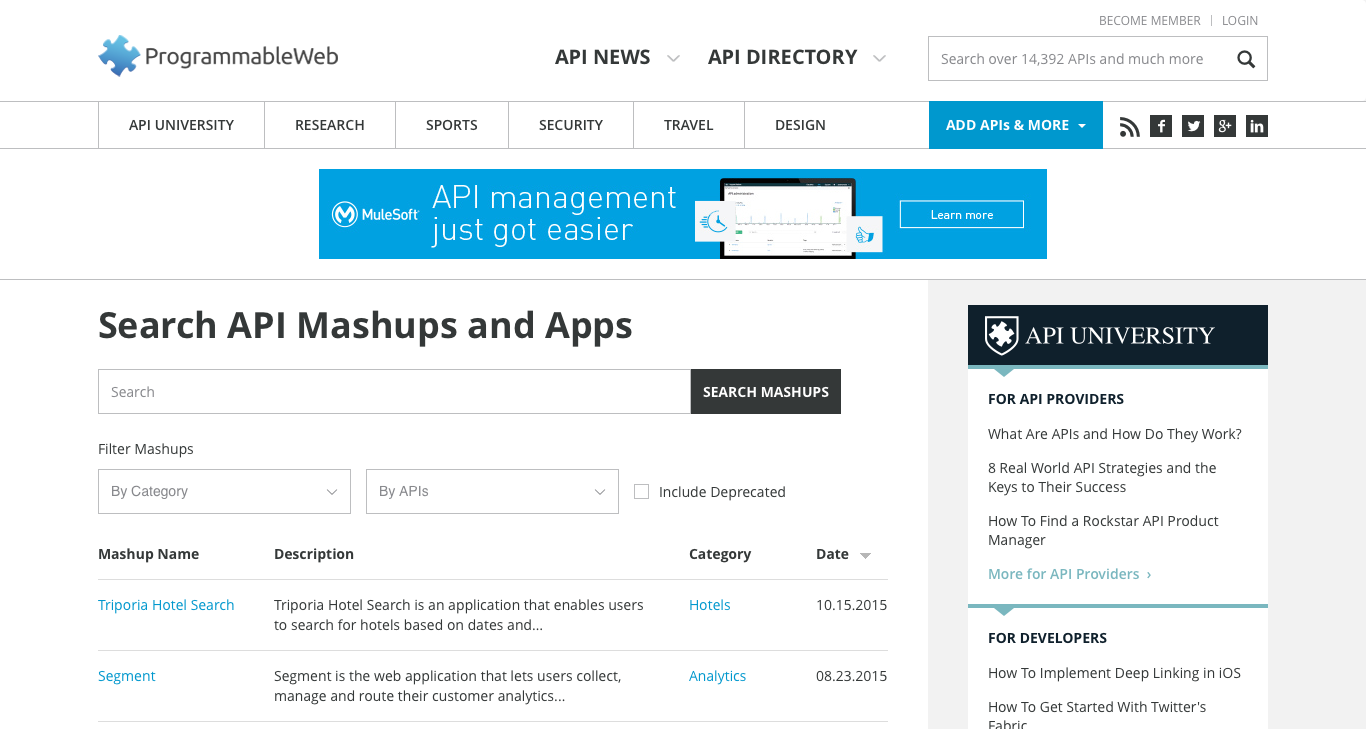 BECOME MEMBER
LOGIN
ProgrammableWeb
API NEWS
API DIRECTORY
Search over 14,392 APIs and much more
API UNIVERSITY
RESEARCH
SPORTS
SECURITY
TRAVEL
DESIGN
ADD APIs & MORE
MuleSoft
API management
just got easier
Learn more
Search API Mashups and Apps
Search
SEARCH MASHUPS
Filter Mashups
By Category
By APIs
Include Deprecated
Mashup Name
Description
Category
Date
Triporia Hotel Search
Triporia Hotel Search is an application that enables users
to search for hotels based on dates and...
Hotels
10.15.2015
Segment
Segment is the web application that lets users collect,
manage and route their customer analytics...
Analytics
08.23.2015
API UNIVERSITY
FOR API PROVIDERS
What Are APIs and How Do They Work?
8 Real World API Strategies and the
Keys to Their Success
How To Find a Rockstar API Product
Manager
More for API Providers ›
FOR DEVELOPERS
How To Implement Deep Linking in iOS
How To Get Started With Twitter's
Fabric